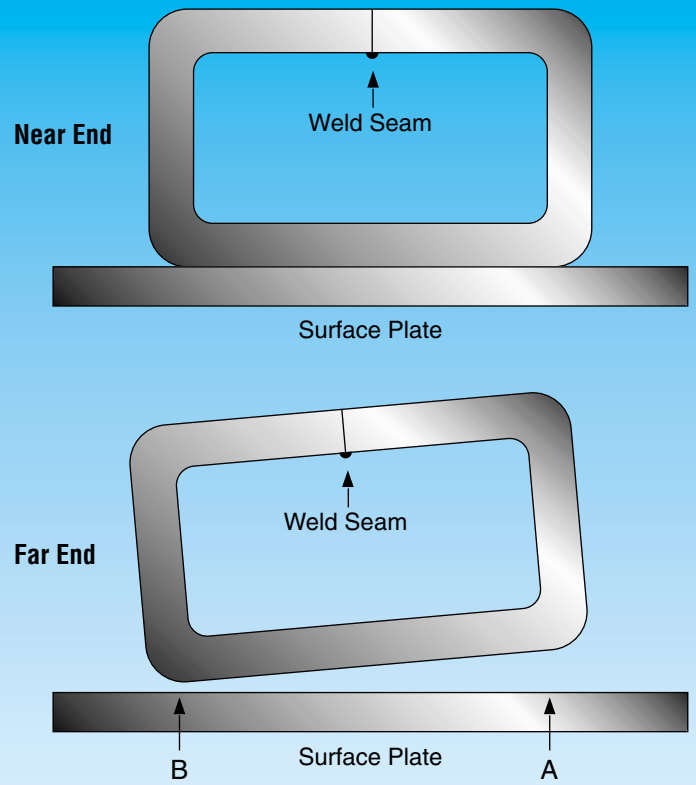 Weld Seam
Near End
Surface Plate
Weld Seam
Far End
Surface Plate
B
A